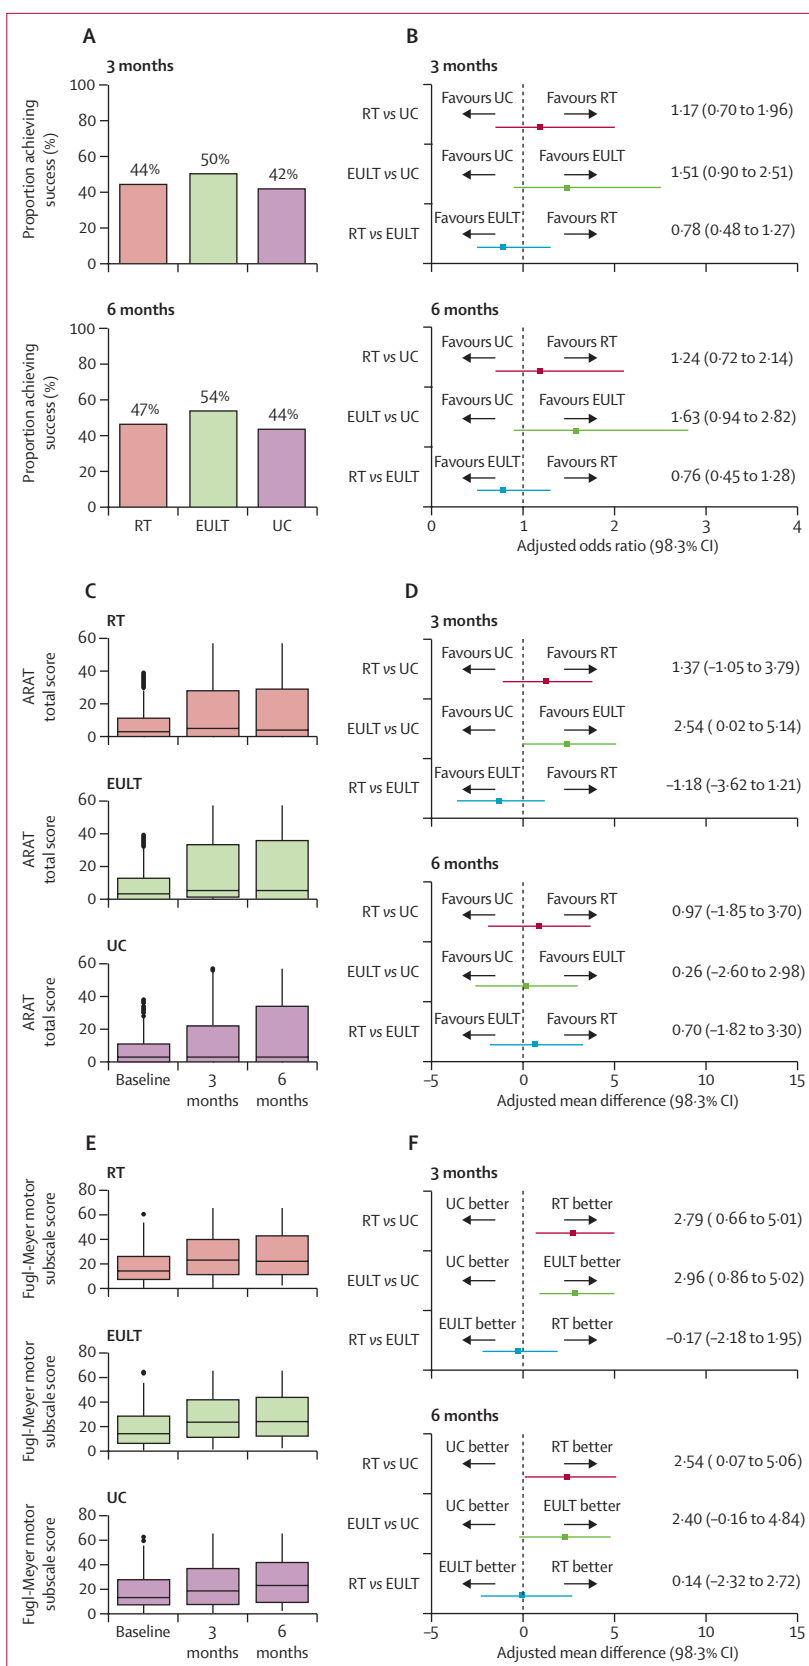 A
3 months
Proportion achieving
success (%)
100
80
60
40
20
0
44%
50%
42%
6 months
Proportion achieving
success (%)
100
80
60
40
20
0
47%
54%
44%
RT
EULT
UC
B
3 months
RT vs UC
Favours UC
Favours RT
1·17 (0·70 to 1·96)
EULT vs UC
Favours UC
Favours EULT
1·51 (0·90 to 2·51)
RT vs EULT
Favours EULT
Favours RT
0·78 (0·48 to 1·27)
6 months
RT vs UC
Favours UC
Favours RT
1·24 (0·72 to 2·14)
EULT vs UC
Favours UC
Favours EULT
1·63 (0·94 to 2·82)
RT vs EULT
Favours EULT
Favours RT
0·76 (0·45 to 1·28)
0
1
2
3
4
Adjusted odds ratio (98·3% CI)
C
RT
ARAT
total score
60
40
20
0
EULT
ARAT
total score
60
40
20
0
UC
ARAT
total score
60
40
20
0
Baseline
3
months
6
months
D
3 months
RT vs UC
Favours UC
Favours RT
1·37 (–1·05 to 3·79)
EULT vs UC
Favours UC
Favours EULT
2·54 ( 0·02 to 5·14)
RT vs EULT
Favours EULT
Favours RT
–1·18 (–3·62 to 1·21)
6 months
RT vs UC
Favours UC
Favours RT
0·97 (–1·85 to 3·70)
EULT vs UC
Favours UC
Favours EULT
0·26 (–2·60 to 2·98)
RT vs EULT
Favours EULT
Favours RT
0·70 (–1·82 to 3·30)
–5
0
5
10
15
Adjusted mean difference (98·3% CI)
E
RT
Fugl-Meyer motor
subscale score
80
60
40
20
0
EULT
Fugl-Meyer motor
subscale score
80
60
40
20
0
UC
Fugl-Meyer motor
subscale score
80
60
40
20
0
Baseline
3
months
6
months
F
3 months
RT vs UC
UC better
RT better
2·79 ( 0·66 to 5·01)
EULT vs UC
UC better
EULT better
2·96 ( 0·86 to 5·02)
RT vs EULT
EULT better
RT better
–0·17 (–2·18 to 1·95)
6 months
RT vs UC
UC better
RT better
2·54 ( 0·07 to 5·06)
EULT vs UC
UC better
EULT better
2·40 (–0·16 to 4·84)
RT vs EULT
EULT better
RT better
0·14 (–2·32 to 2·72)
–5
0
5
10
15
Adjusted mean difference (98·3% CI)